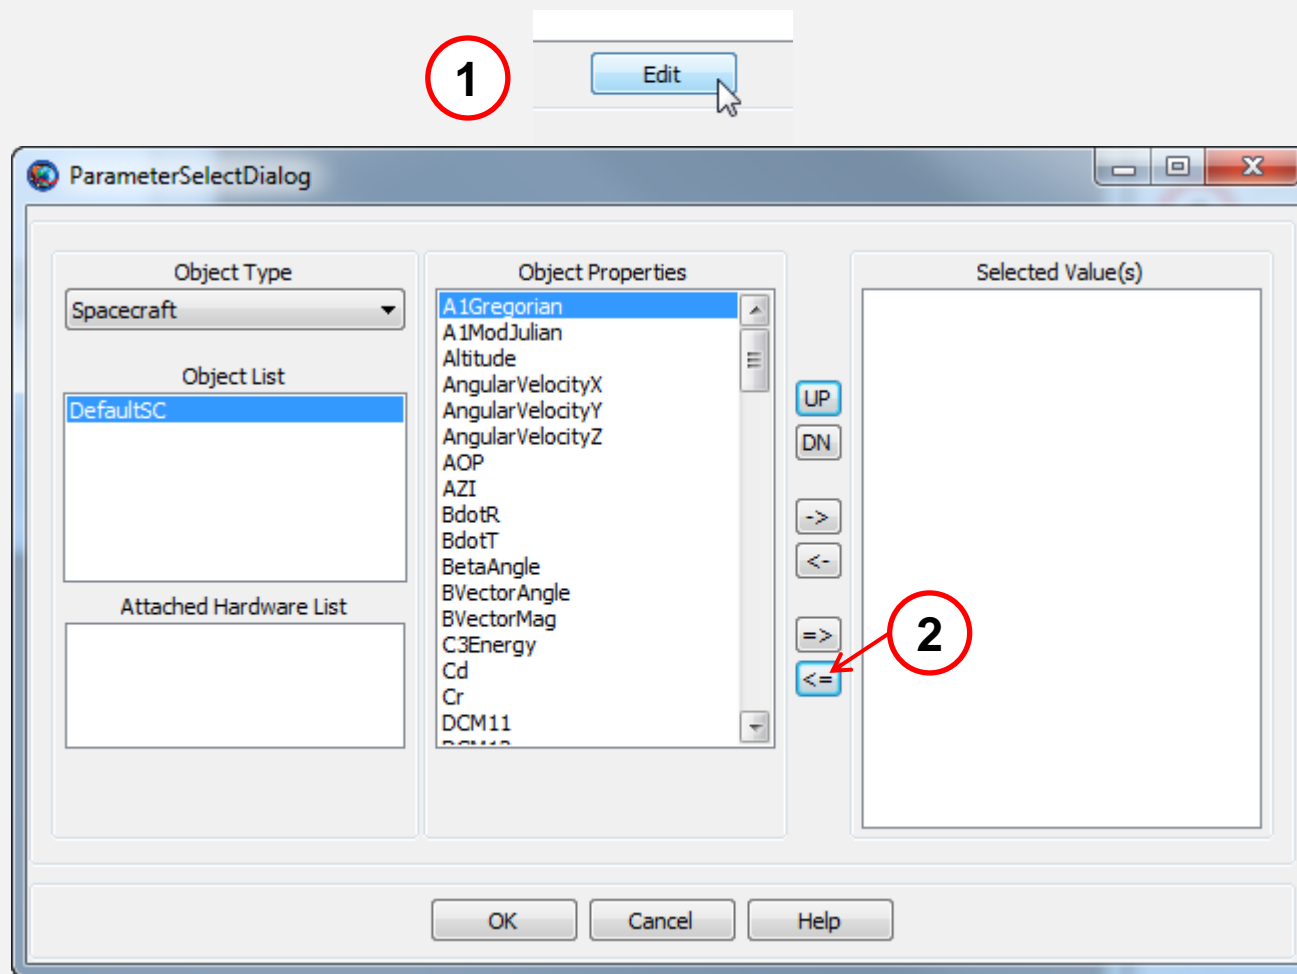 1
Edit
ParameterSelectDialog
Object Type
Spacecraft
Object List
DefaultSC
Attached Hardware List
Object Properties
A1Gregorian
A1ModJulian
Altitude
AngularVelocityX
AngularVelocityY
AngularVelocityZ
AOP
AZI
BdotR
BdotT
BetaAngle
BVectorAngle
BVectorMag
C3Energy
Cd
Cr
DCM11
UP
DN
->
<-
=>
<=
2
Selected Value(s)
OK
Cancel
Help